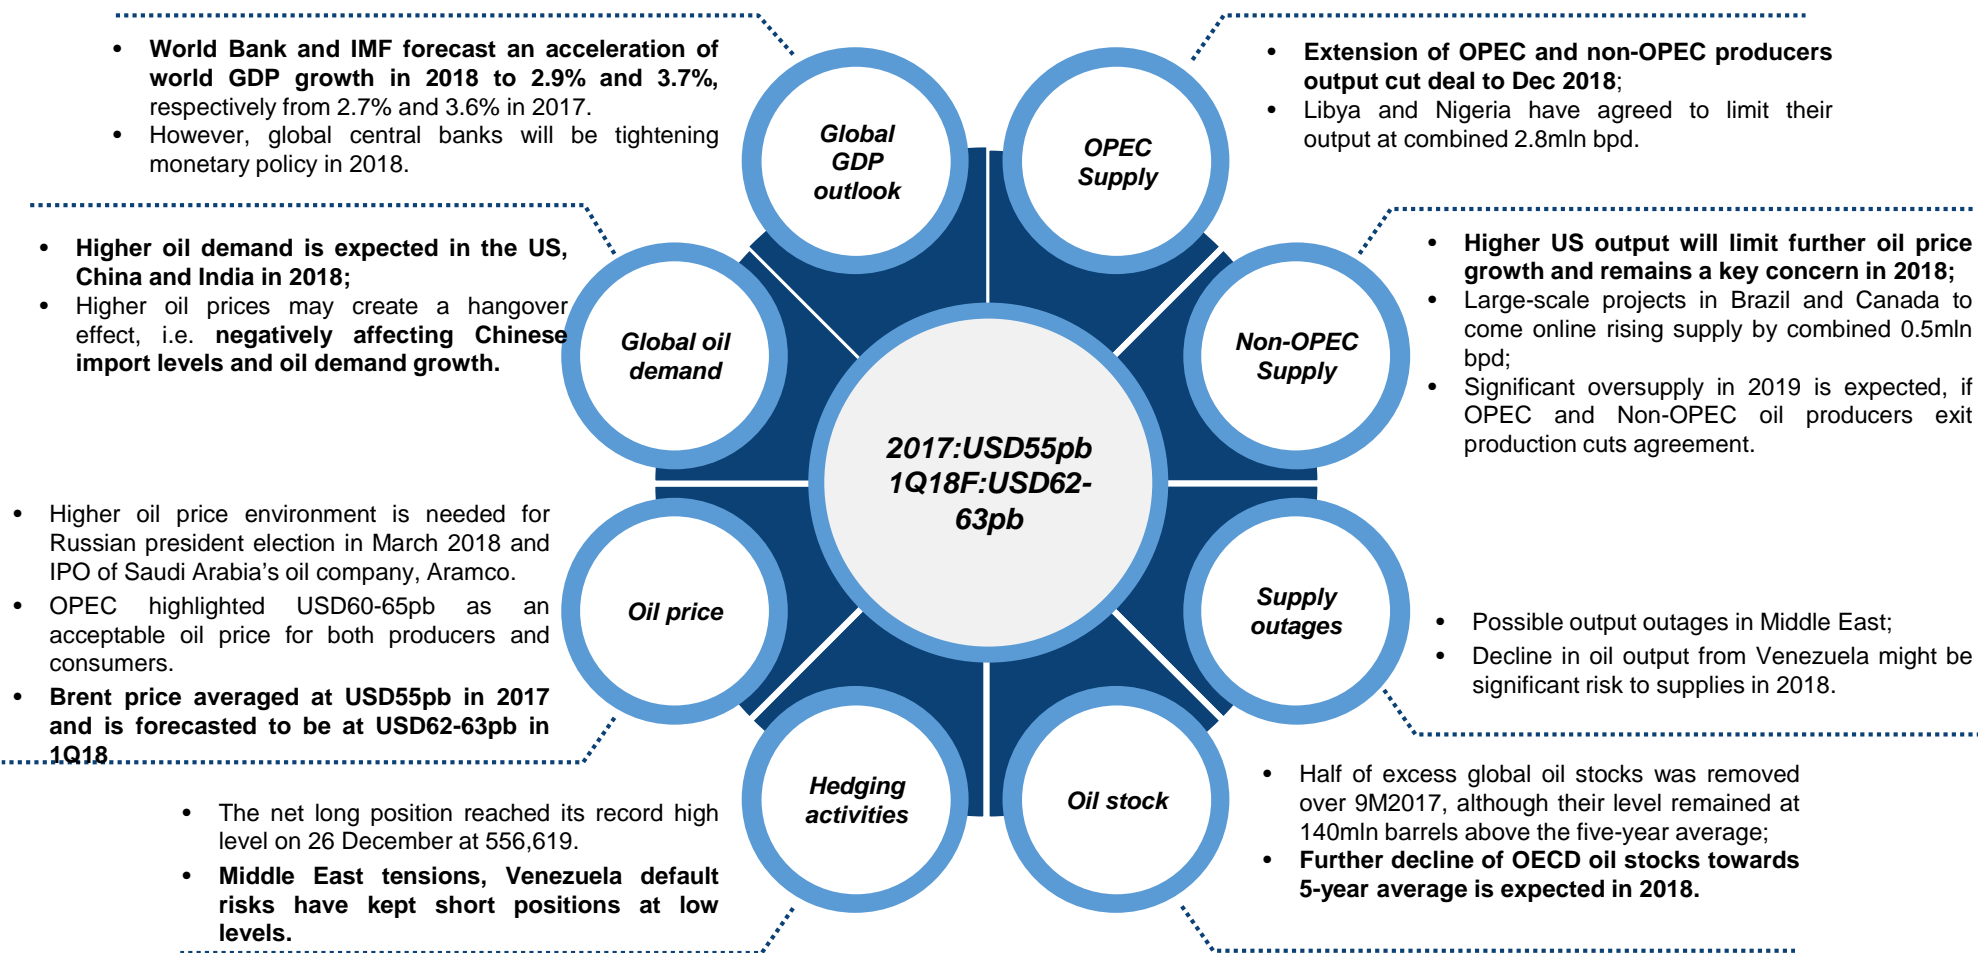 • World Bank and IMF forecast an acceleration of
world GDP growth in 2018 to 2.9% and 3.7%,
respectively from 2.7% and 3.6% in 2017.
• However, global central banks will be tightening
monetary policy in 2018.
Global
GDP
outlook
OPEC
Supply
• Extension of OPEC and non-OPEC producers
output cut deal to Dec 2018;
• Libya and Nigeria have agreed to limit their
output at combined 2.8mln bpd.
• Higher oil demand is expected in the US,
China and India in 2018;
• Higher oil prices may create a hangover
effect, i.e. negatively affecting Chinese
import levels and oil demand growth.
Global oil
demand
Non-OPEC
Supply
• Higher US output will limit further oil price
growth and remains a key concern in 2018;
• Large-scale projects in Brazil and Canada to
come online rising supply by combined 0.5mln
bpd;
• Significant oversupply in 2019 is expected, if
OPEC and Non-OPEC oil producers exit
production cuts agreement.
2017:USD55pb
1Q18F:USD62-
63pb
• Higher oil price environment is needed for
Russian president election in March 2018 and
IPO of Saudi Arabia's oil company, Aramco.
• OPEC highlighted USD60-65pb as an
acceptable oil price for both producers and
consumers.
• Brent price averaged at USD55pb in 2017
and is forecasted to be at USD62-63pb in
1Q18
Oil price
Supply
outages
• Possible output outages in Middle East;
• Decline in oil output from Venezuela might be
significant risk to supplies in 2018.
• The net long position reached its record high
level on 26 December at 556,619.
• Middle East tensions, Venezuela default
risks have kept short positions at low
levels.
Hedging
activities
Oil stock
• Half of excess global oil stocks was removed
over 9M2017, although their level remained at
140mln barrels above the five-year average;
• Further decline of OECD oil stocks towards
5-year average is expected in 2018.